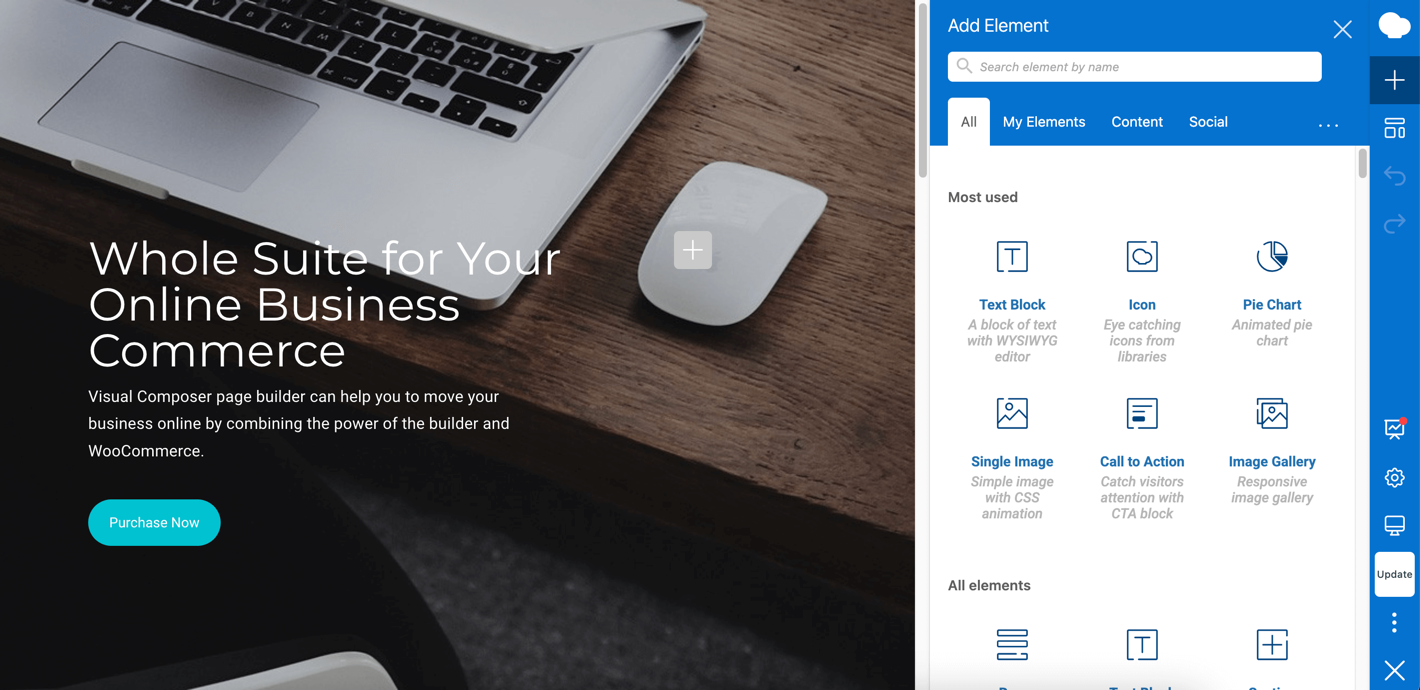 Whole Suite for Your
Online Business
Commerce
Visual Composer page builder can help you to move your
business online by combining the power of the builder and
WooCommerce.
Purchase Now
Add Element
Search element by name
All My Elements Content Social ...
Most used
Text Block
A block of text
with WYSIWYG
editor
Icon
Eye catching
icons from
libraries
Pie Chart
Animated pie
chart
Single Image
Simple image
with CSS
animation
Call to Action
Catch visitors
attention with
CTA block
Image Gallery
Responsive
image gallery
All elements
Update